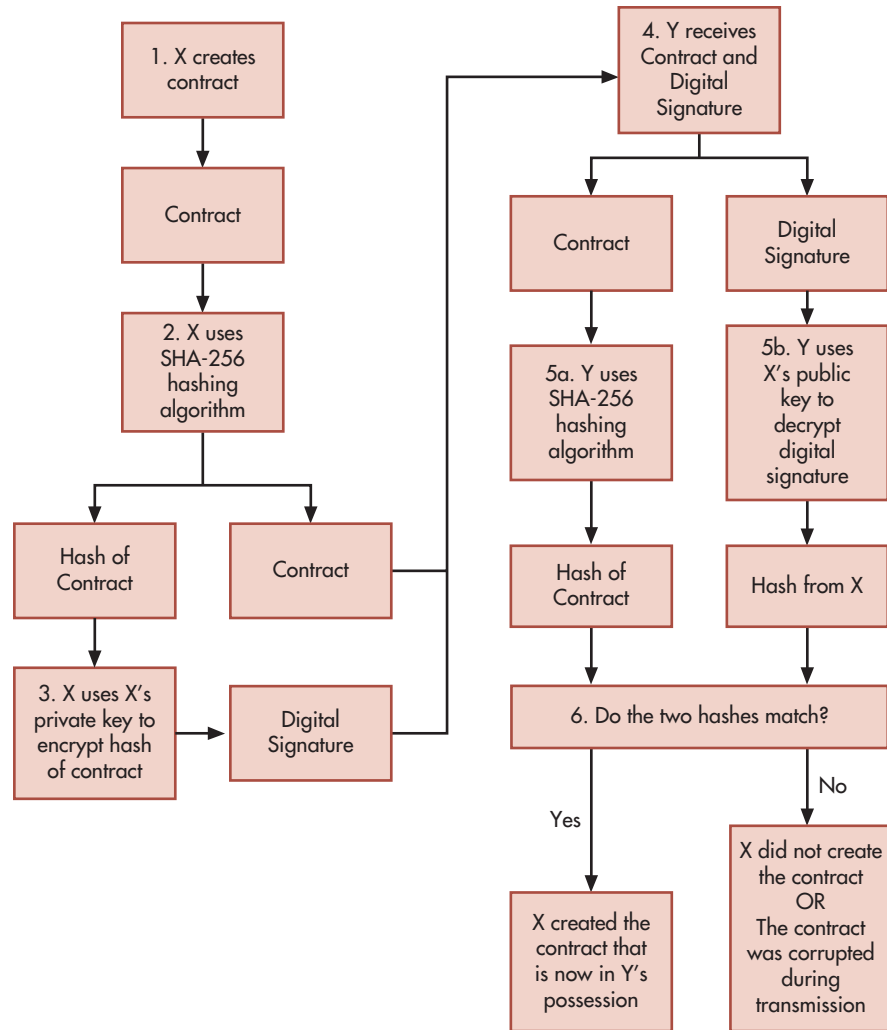 1. X creates
contract
Contract
2. X uses
SHA-256
hashing
algorithm
Hash of
Contract
Contract
3. X uses X’s
private key to
encrypt hash
of contract
Digital
Signature
4. Y receives
Contract and
Digital
Signature
Contract
Digital
Signature
5a. Y uses
SHA-256
hashing
algorithm
5b. Y uses
X’s public
key to
decrypt
digital
signature
Hash of
Contract
Hash from X
6. Do the two hashes match?
Yes
No
X created the
contract that
is now in Y’s
possession
X did not create
the contract
OR
The contract
was corrupted
during
transmission